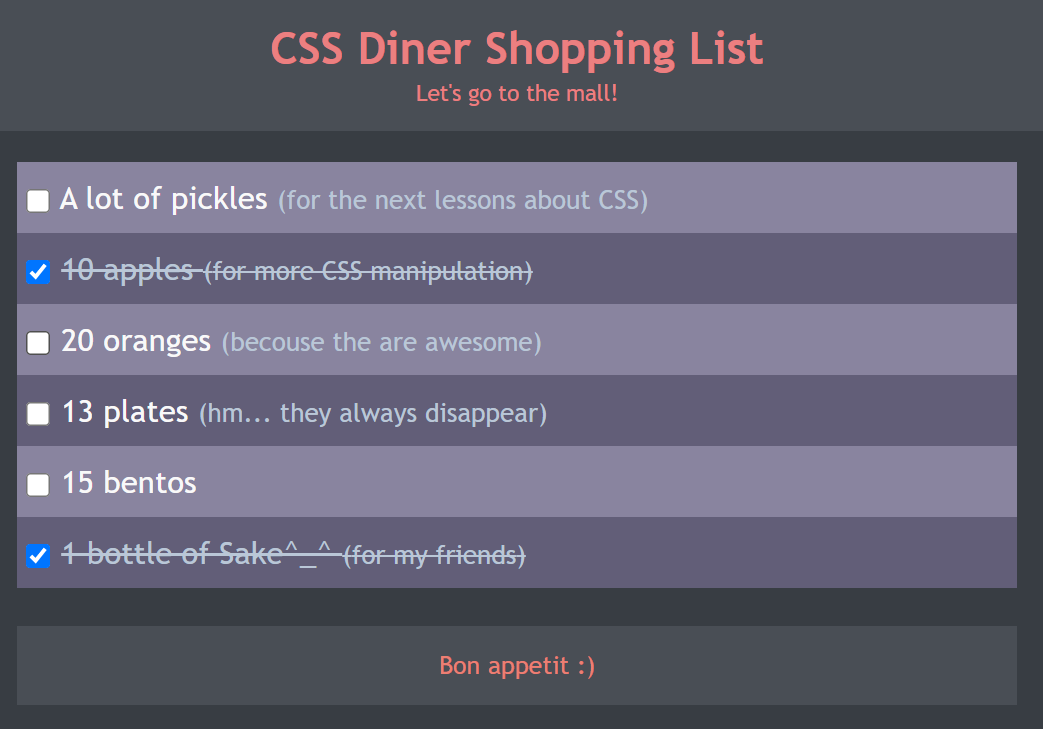 CSS Diner Shopping List
Let's go to the mall!
A lot of pickles (for the next lessons about CSS)
10 apples (for more CSS manipulation)
20 oranges (becouse the are awesome)
13 plates (hm... they always disappear)
15 bentos
1 bottle of Sake^_^ (for my friends)
Bon appetit :)